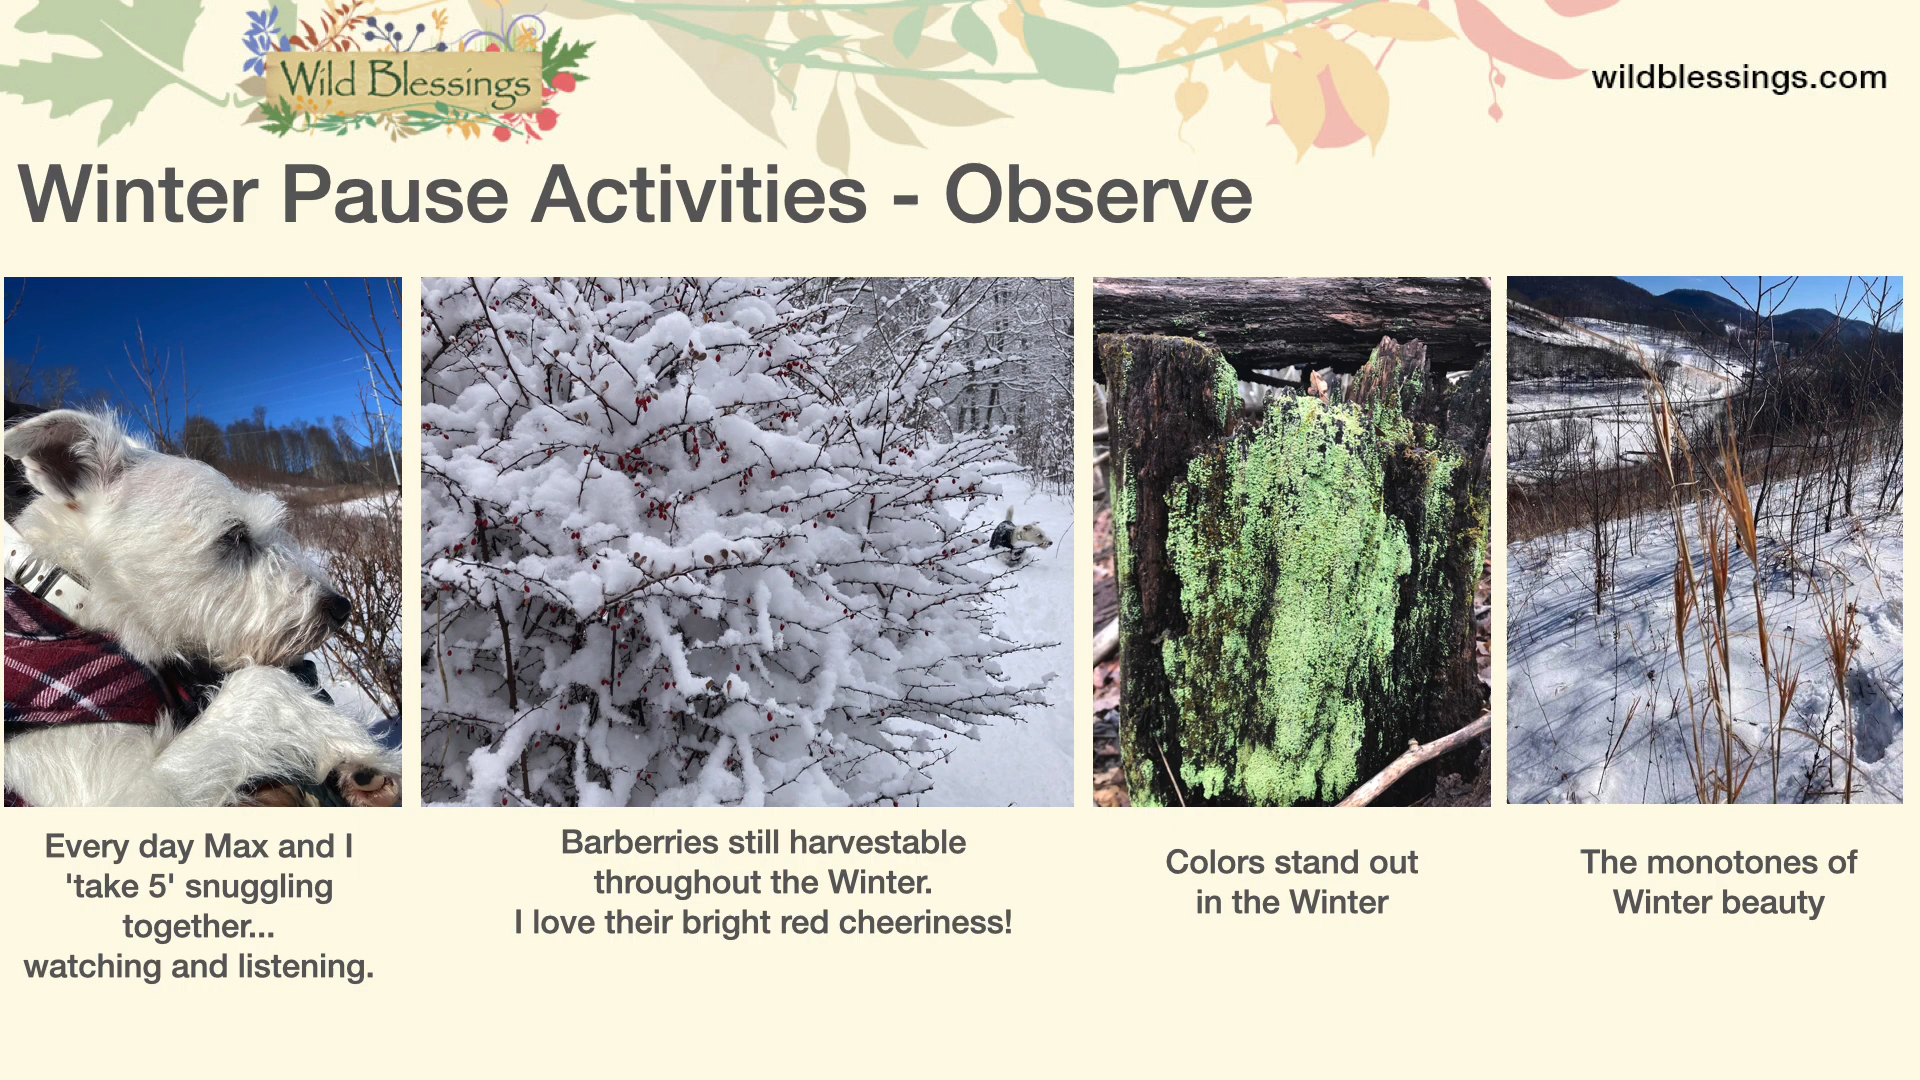 Wild Blessings
wildblessings.com
Winter Pause Activities - Observe
Every day Max and I
'take 5' snuggling
together...
watching and listening.
Barberries still harvestable
throughout the Winter.
I love their bright red cheeriness!
Colors stand out
in the Winter
The monotones of
Winter beauty